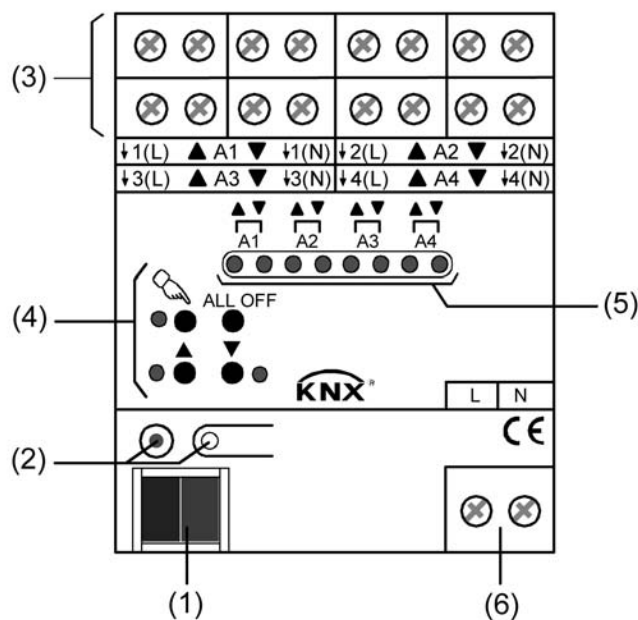 (3)
↓1(L) ▲ A1 ▼ ↓1(N) ↓2(L) ▲ A2 ▼ ↓2(N)
↓3(L) ▲ A3 ▼ ↓3(N) ↓4(L) ▲ A4 ▼ ↓4(N)
▲▼ ▲▼ ▲▼ ▲▼
A1 A2 A3 A4
(5)
(4)
ALL OFF
▲ ▼
KNX ®
L N
CE
(2)
(1)
(6)